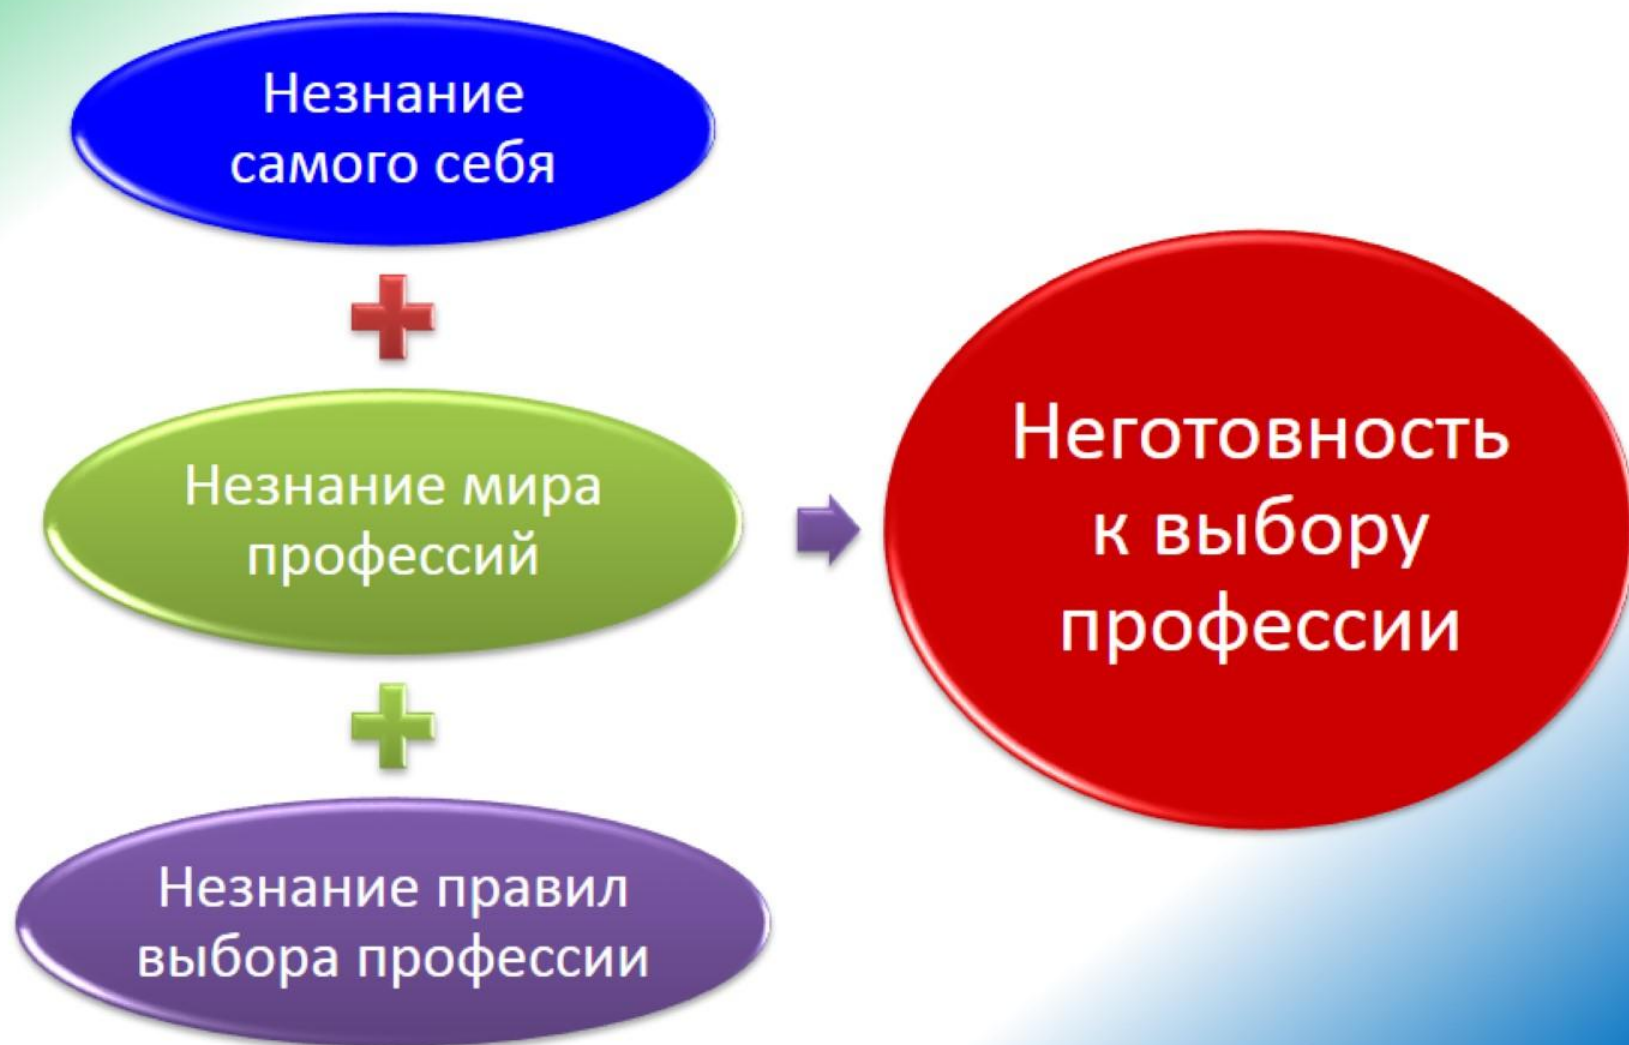 Незнание
самого себя
Незнание мира
профессий
Незнание правил
выбора профессии
Неготовность
к выбору
профессии